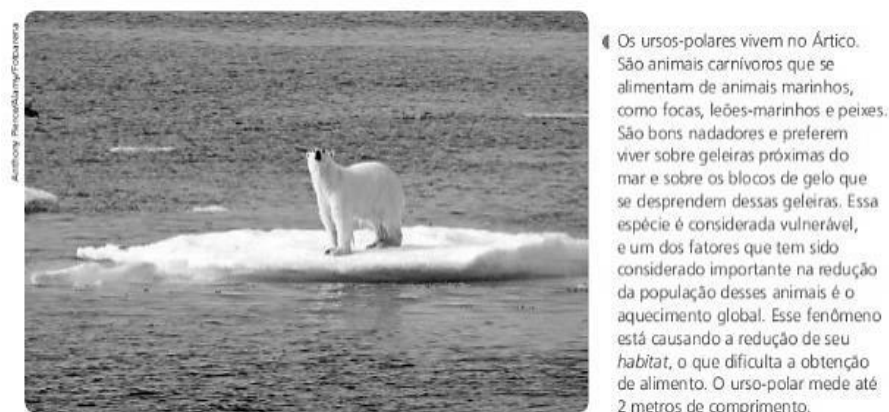 Anthony Pierce/Alamy/Fotoarena
Os ursos-polares vivem no Ártico.
São animais carnívoros que se
alimentam de animais marinhos,
como focas, leões-marinhos e peixes.
São bons nadadores e preferem
viver sobre geleiras próximas do
mar e sobre os blocos de gelo que
se desprendem dessas geleiras. Essa
espécie é considerada vulnerável,
e um dos fatores que tem sido
considerado importante na redução
da população desses animais é o
aquecimento global. Esse fenômeno
está causando a redução de seu
habitat, o que dificulta a obtenção
de alimento. O urso-polar mede até
2 metros de comprimento.